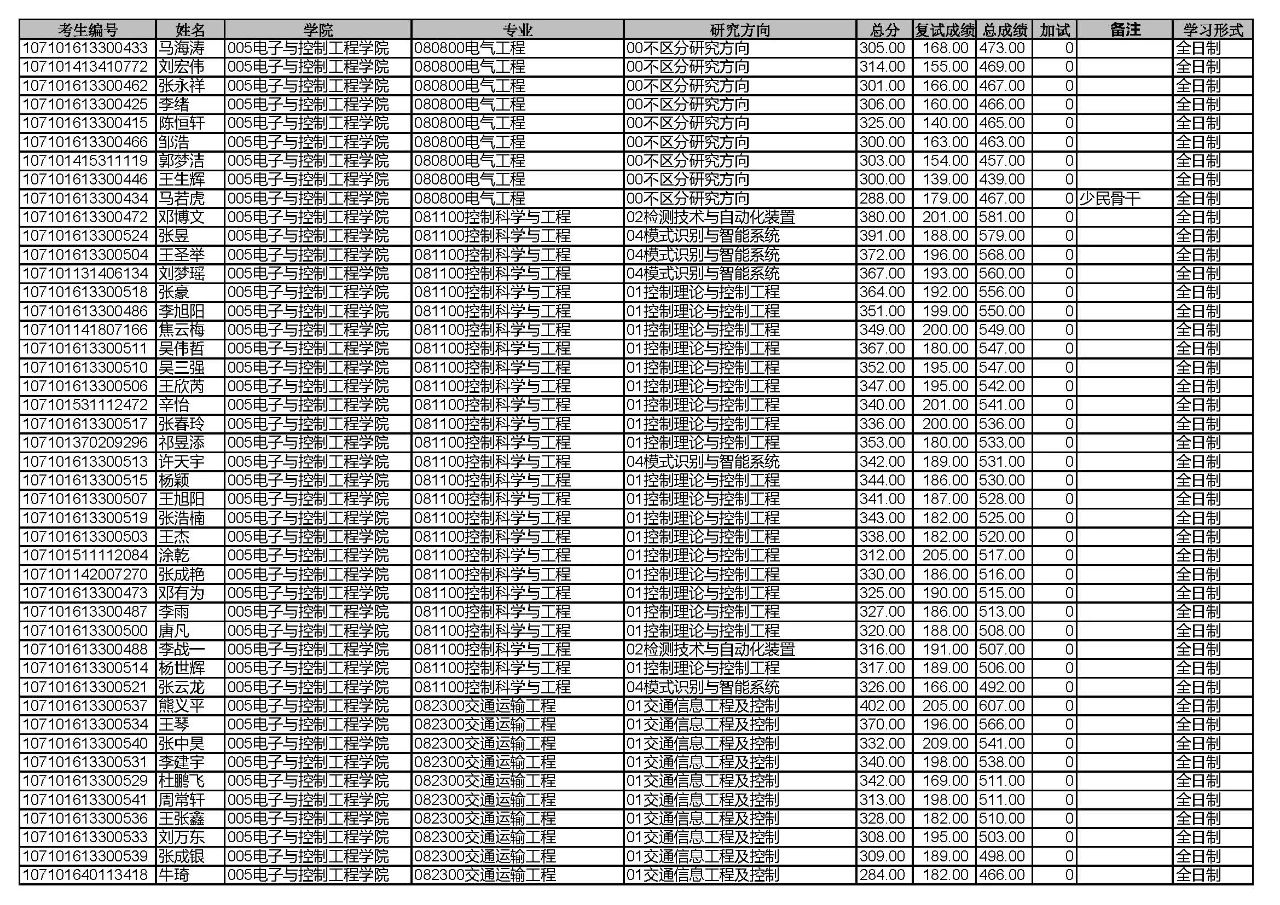 考生编号 姓名 学院 专业 研究方向 总分 复试成绩 总成绩 加试 备注 学习形式
107101613300433 马海涛 005电子与控制工程学院 080800电气工程 00不区分研究方向 305.00 168.00 473.00 0 全日制
107101413410772 刘宏伟 005电子与控制工程学院 080800电气工程 00不区分研究方向 314.00 155.00 469.00 0 全日制
107101613300462 张永祥 005电子与控制工程学院 080800电气工程 00不区分研究方向 301.00 166.00 467.00 0 全日制
107101613300425 李绪 005电子与控制工程学院 080800电气工程 00不区分研究方向 306.00 160.00 466.00 0 全日制
107101613300415 陈恒轩 005电子与控制工程学院 080800电气工程 00不区分研究方向 325.00 140.00 465.00 0 全日制
107101613300466 邹浩 005电子与控制工程学院 080800电气工程 00不区分研究方向 300.00 163.00 463.00 0 全日制
107101415311119 郭梦洁 005电子与控制工程学院 080800电气工程 00不区分研究方向 303.00 154.00 457.00 0 全日制
107101613300446 王生辉 005电子与控制工程学院 080800电气工程 00不区分研究方向 300.00 139.00 439.00 0 全日制
107101613300434 马若虎 005电子与控制工程学院 080800电气工程 00不区分研究方向 288.00 179.00 467.00 0 少民骨干 全日制
107101613300472 邓博文 005电子与控制工程学院 081100控制科学与工程 02检测技术与自动化装置 380.00 201.00 581.00 0 全日制
107101613300524 张昱 005电子与控制工程学院 081100控制科学与工程 04模式识别与智能系统 391.00 188.00 579.00 0 全日制
107101613300504 王圣举 005电子与控制工程学院 081100控制科学与工程 04模式识别与智能系统 372.00 196.00 568.00 0 全日制
107101131406134 刘梦瑶 005电子与控制工程学院 081100控制科学与工程 04模式识别与智能系统 367.00 193.00 560.00 0 全日制
107101613300518 张豪 005电子与控制工程学院 081100控制科学与工程 01控制理论与控制工程 364.00 192.00 556.00 0 全日制
107101613300486 李旭阳 005电子与控制工程学院 081100控制科学与工程 01控制理论与控制工程 351.00 199.00 550.00 0 全日制
107101141807166 焦云梅 005电子与控制工程学院 081100控制科学与工程 01控制理论与控制工程 349.00 200.00 549.00 0 全日制
107101613300511 吴伟哲 005电子与控制工程学院 081100控制科学与工程 01控制理论与控制工程 367.00 180.00 547.00 0 全日制
107101613300510 吴三强 005电子与控制工程学院 081100控制科学与工程 01控制理论与控制工程 352.00 195.00 547.00 0 全日制
107101613300506 王欣芮 005电子与控制工程学院 081100控制科学与工程 01控制理论与控制工程 347.00 195.00 542.00 0 全日制
107101531112472 辛怡 005电子与控制工程学院 081100控制科学与工程 01控制理论与控制工程 340.00 201.00 541.00 0 全日制
107101613300517 张春玲 005电子与控制工程学院 081100控制科学与工程 01控制理论与控制工程 336.00 200.00 536.00 0 全日制
107101370209296 祁昱添 005电子与控制工程学院 081100控制科学与工程 01控制理论与控制工程 353.00 180.00 533.00 0 全日制
107101613300513 许天宇 005电子与控制工程学院 081100控制科学与工程 04模式识别与智能系统 342.00 189.00 531.00 0 全日制
107101613300515 杨颖 005电子与控制工程学院 081100控制科学与工程 01控制理论与控制工程 344.00 186.00 530.00 0 全日制
107101613300507 王旭阳 005电子与控制工程学院 081100控制科学与工程 01控制理论与控制工程 341.00 187.00 528.00 0 全日制
107101613300519 张浩楠 005电子与控制工程学院 081100控制科学与工程 01控制理论与控制工程 343.00 182.00 525.00 0 全日制
107101613300503 王杰 005电子与控制工程学院 081100控制科学与工程 01控制理论与控制工程 338.00 182.00 520.00 0 全日制
107101511112084 涂乾 005电子与控制工程学院 081100控制科学与工程 01控制理论与控制工程 312.00 205.00 517.00 0 全日制
107101142007270 张成艳 005电子与控制工程学院 081100控制科学与工程 01控制理论与控制工程 330.00 186.00 516.00 0 全日制
107101613300473 邓有为 005电子与控制工程学院 081100控制科学与工程 01控制理论与控制工程 325.00 190.00 515.00 0 全日制
107101613300487 李雨 005电子与控制工程学院 081100控制科学与工程 01控制理论与控制工程 327.00 186.00 513.00 0 全日制
107101613300500 唐凡 005电子与控制工程学院 081100控制科学与工程 01控制理论与控制工程 320.00 188.00 508.00 0 全日制
107101613300488 李战一 005电子与控制工程学院 081100控制科学与工程 02检测技术与自动化装置 316.00 191.00 507.00 0 全日制
107101613300514 杨世辉 005电子与控制工程学院 081100控制科学与工程 01控制理论与控制工程 317.00 189.00 506.00 0 全日制
107101613300521 张云龙 005电子与控制工程学院 081100控制科学与工程 04模式识别与智能系统 326.00 166.00 492.00 0 全日制
107101613300537 熊义平 005电子与控制工程学院 082300交通运输工程 01交通信息工程及控制 402.00 205.00 607.00 0 全日制
107101613300534 王琴 005电子与控制工程学院 082300交通运输工程 01交通信息工程及控制 370.00 196.00 566.00 0 全日制
107101613300540 张中昊 005电子与控制工程学院 082300交通运输工程 01交通信息工程及控制 332.00 209.00 541.00 0 全日制
107101613300531 李建宇 005电子与控制工程学院 082300交通运输工程 01交通信息工程及控制 340.00 198.00 538.00 0 全日制
107101613300529 杜鹏飞 005电子与控制工程学院 082300交通运输工程 01交通信息工程及控制 342.00 169.00 511.00 0 全日制
107101613300541 周常轩 005电子与控制工程学院 082300交通运输工程 01交通信息工程及控制 313.00 198.00 511.00 0 全日制
107101613300536 王张鑫 005电子与控制工程学院 082300交通运输工程 01交通信息工程及控制 328.00 182.00 510.00 0 全日制
107101613300533 刘万东 005电子与控制工程学院 082300交通运输工程 01交通信息工程及控制 308.00 195.00 503.00 0 全日制
107101613300539 张成银 005电子与控制工程学院 082300交通运输工程 01交通信息工程及控制 309.00 189.00 498.00 0 全日制
107101640113418 牛琦 005电子与控制工程学院 082300交通运输工程 01交通信息工程及控制 284.00 182.00 466.00 0 全日制